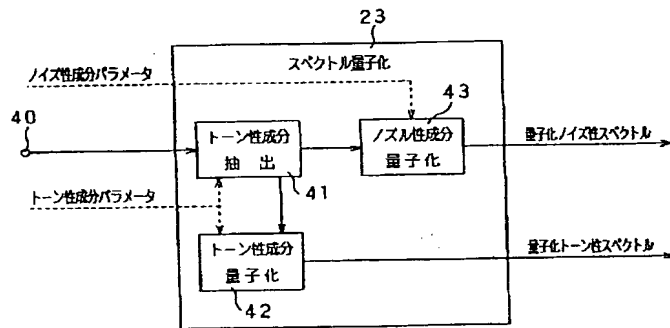 23
スペクトル量子化
ノイズ性成分パラメータ
43
40
トーン性成分
抽 出
ノズル性成分
量子化
量子化ノイズ性スペクトル
41
トーン性成分パラメータ
トーン性成分
量子化
量子化トーン性スペクトル
42